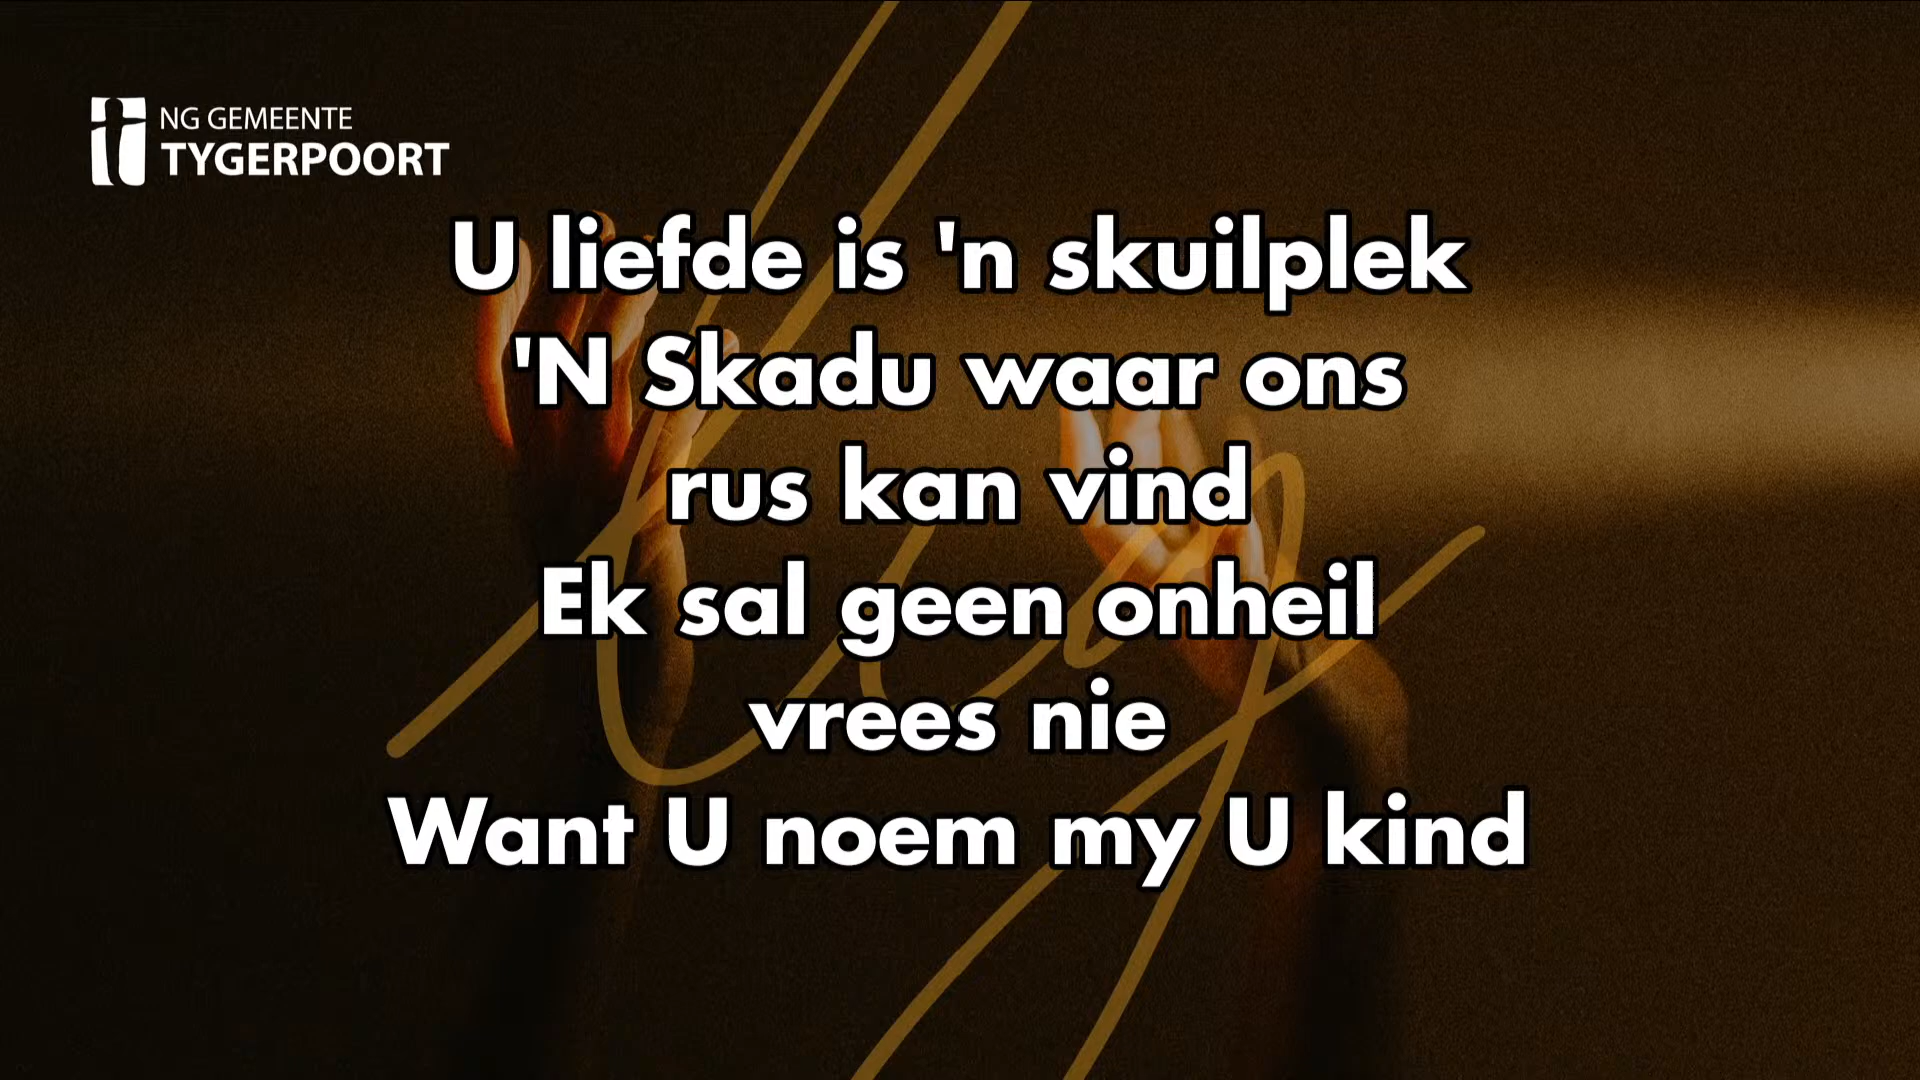 NG GEMEENTE
TYGERPOORT
U liefde is 'n skuilplek
'N Skadu waar ons
rus kan vind
Ek sal geen onheil
vrees nie
Want U noem my U kind